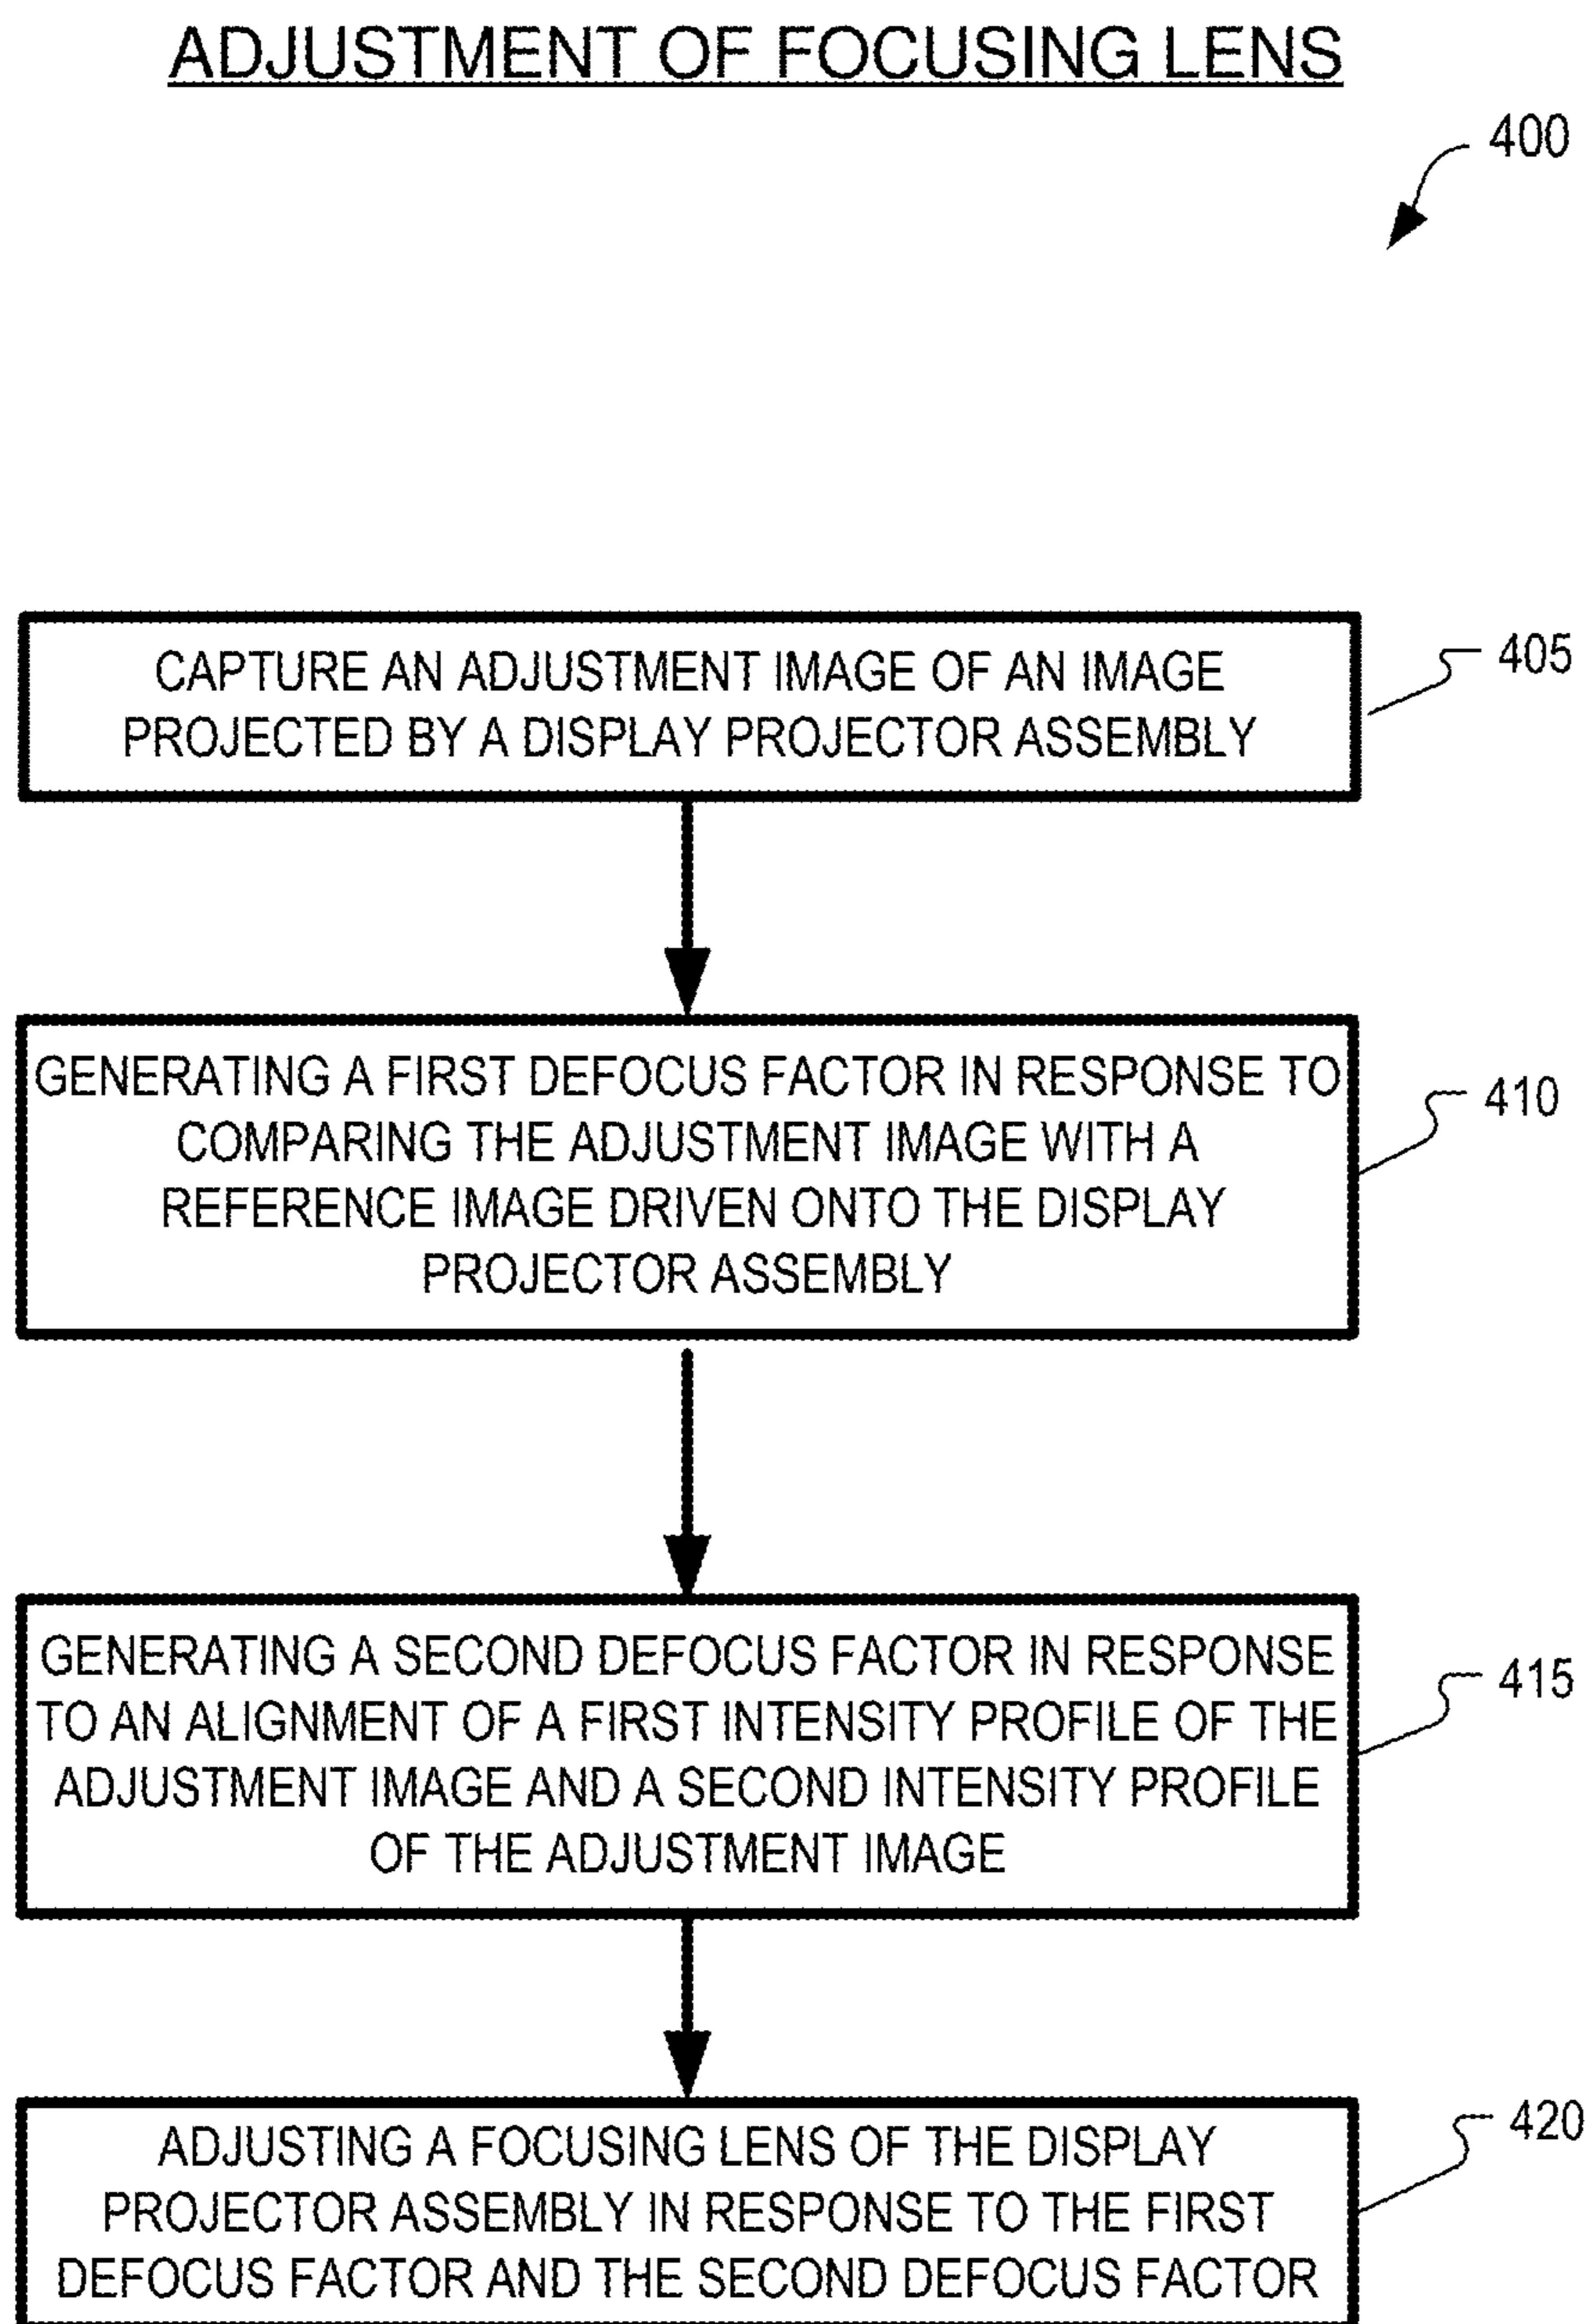 ADJUSTMENT OF FOCUSING LENS
400
CAPTURE AN ADJUSTMENT IMAGE OF AN IMAGE
PROJECTED BY A DISPLAY PROJECTOR ASSEMBLY
405
GENERATING A FIRST DEFOCUS FACTOR IN RESPONSE TO
COMPARING THE ADJUSTMENT IMAGE WITH A
REFERENCE IMAGE DRIVEN ONTO THE DISPLAY
PROJECTOR ASSEMBLY
410
GENERATING A SECOND DEFOCUS FACTOR IN RESPONSE
TO AN ALIGNMENT OF A FIRST INTENSITY PROFILE OF THE
ADJUSTMENT IMAGE AND A SECOND INTENSITY PROFILE
OF THE ADJUSTMENT IMAGE
415
ADJUSTING A FOCUSING LENS OF THE DISPLAY
PROJECTOR ASSEMBLY IN RESPONSE TO THE FIRST
DEFOCUS FACTOR AND THE SECOND DEFOCUS FACTOR
420